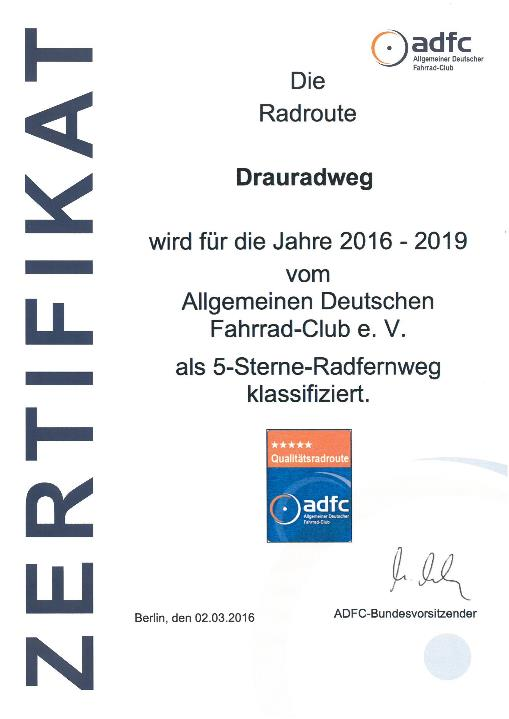 ZERTIFIKAT
adfc
Allgemeiner Deutscher
Fahrrad-Club
Die
Radroute
Drauradweg
wird für die Jahre 2016 - 2019
vom
Allgemeinen Deutschen
Fahrrad-Club e. V.
als 5-Sterne-Radfernweg
klassifiziert.
★★★★★
Qualitätsradroute
adfc
Allgemeiner Deutscher
Fahrrad-Club
Berlin, den 02.03.2016
ADFC-Bundesvorsitzender